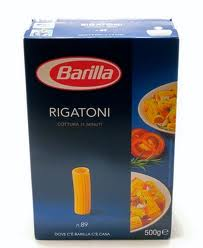 Barilla
RIGATONI
COTTURA 11 MINUTI
n.89
DOVE C'È BARILLA C'È CASA
500g e